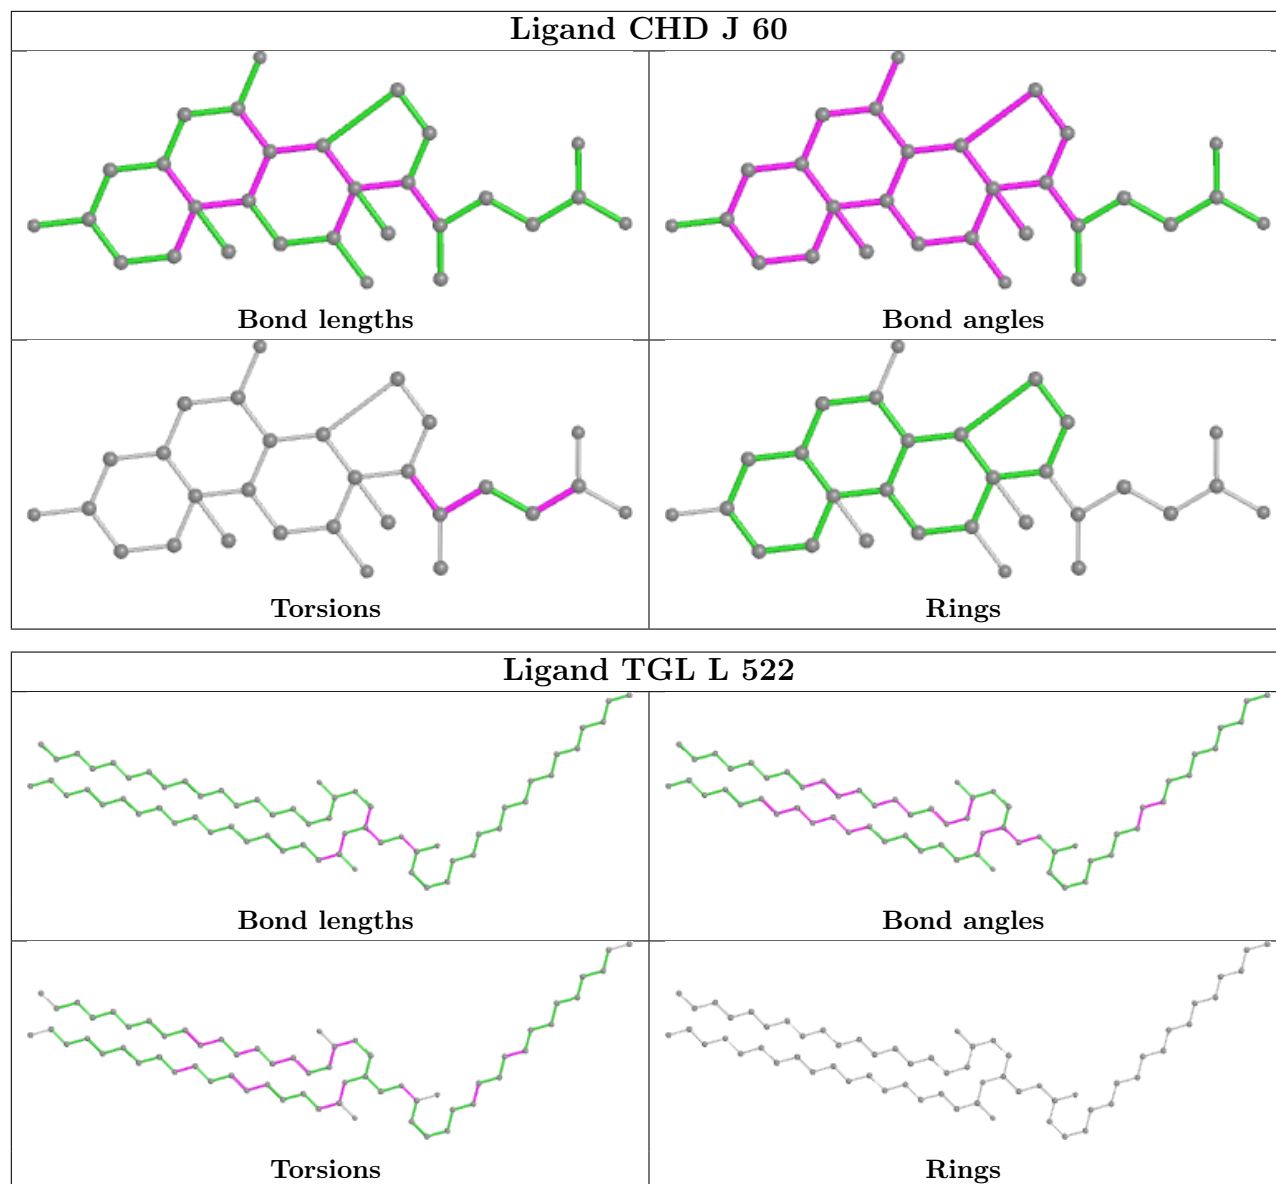 Ligand CHD J 60
Bond lengths
Bond angles
Torsions
Rings
Ligand TGL L 522
Bond lengths
Bond angles
Torsions
Rings